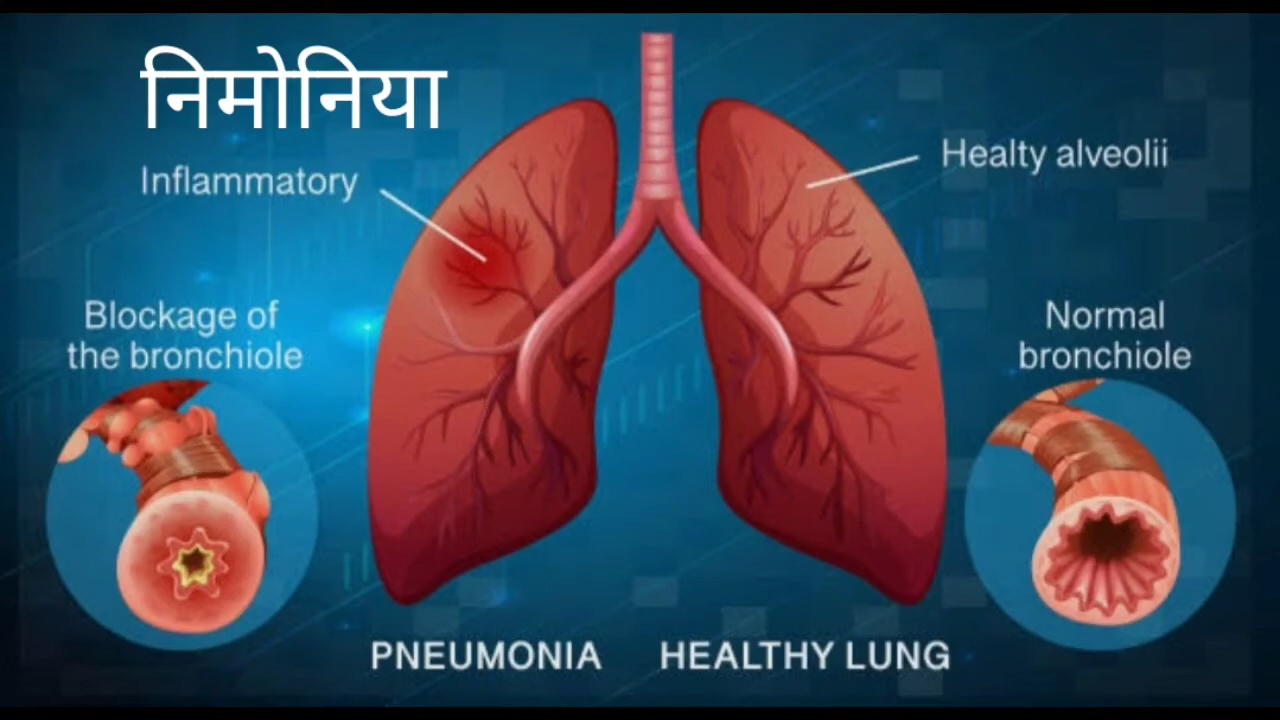 निमोनिया
Inflammatory
Healty alveolii
Blockage of
the bronchiole
Normal
bronchiole
PNEUMONIA
HEALTHY LUNG